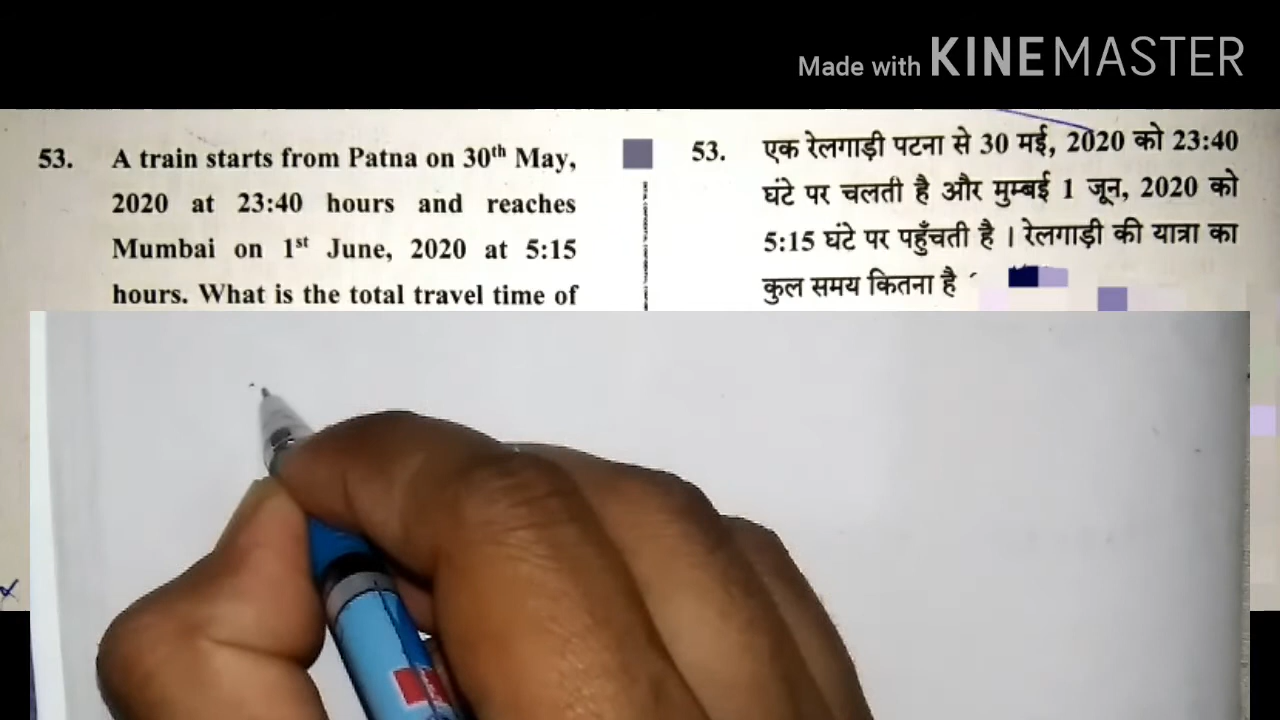 Made with KINEMASTER
53. A train starts from Patna on 30th May,
2020 at 23:40 hours and reaches
Mumbai on 1st June, 2020 at 5:15
hours. What is the total travel time of
53. एक रेलगाड़ी पटना से 30 मई, 2020 को 23:40
घंटे पर चलती है और मुम्बई 1 जून, 2020 को
5:15 घंटे पर पहुँचती है । रेलगाड़ी की यात्रा का
कुल समय कितना है